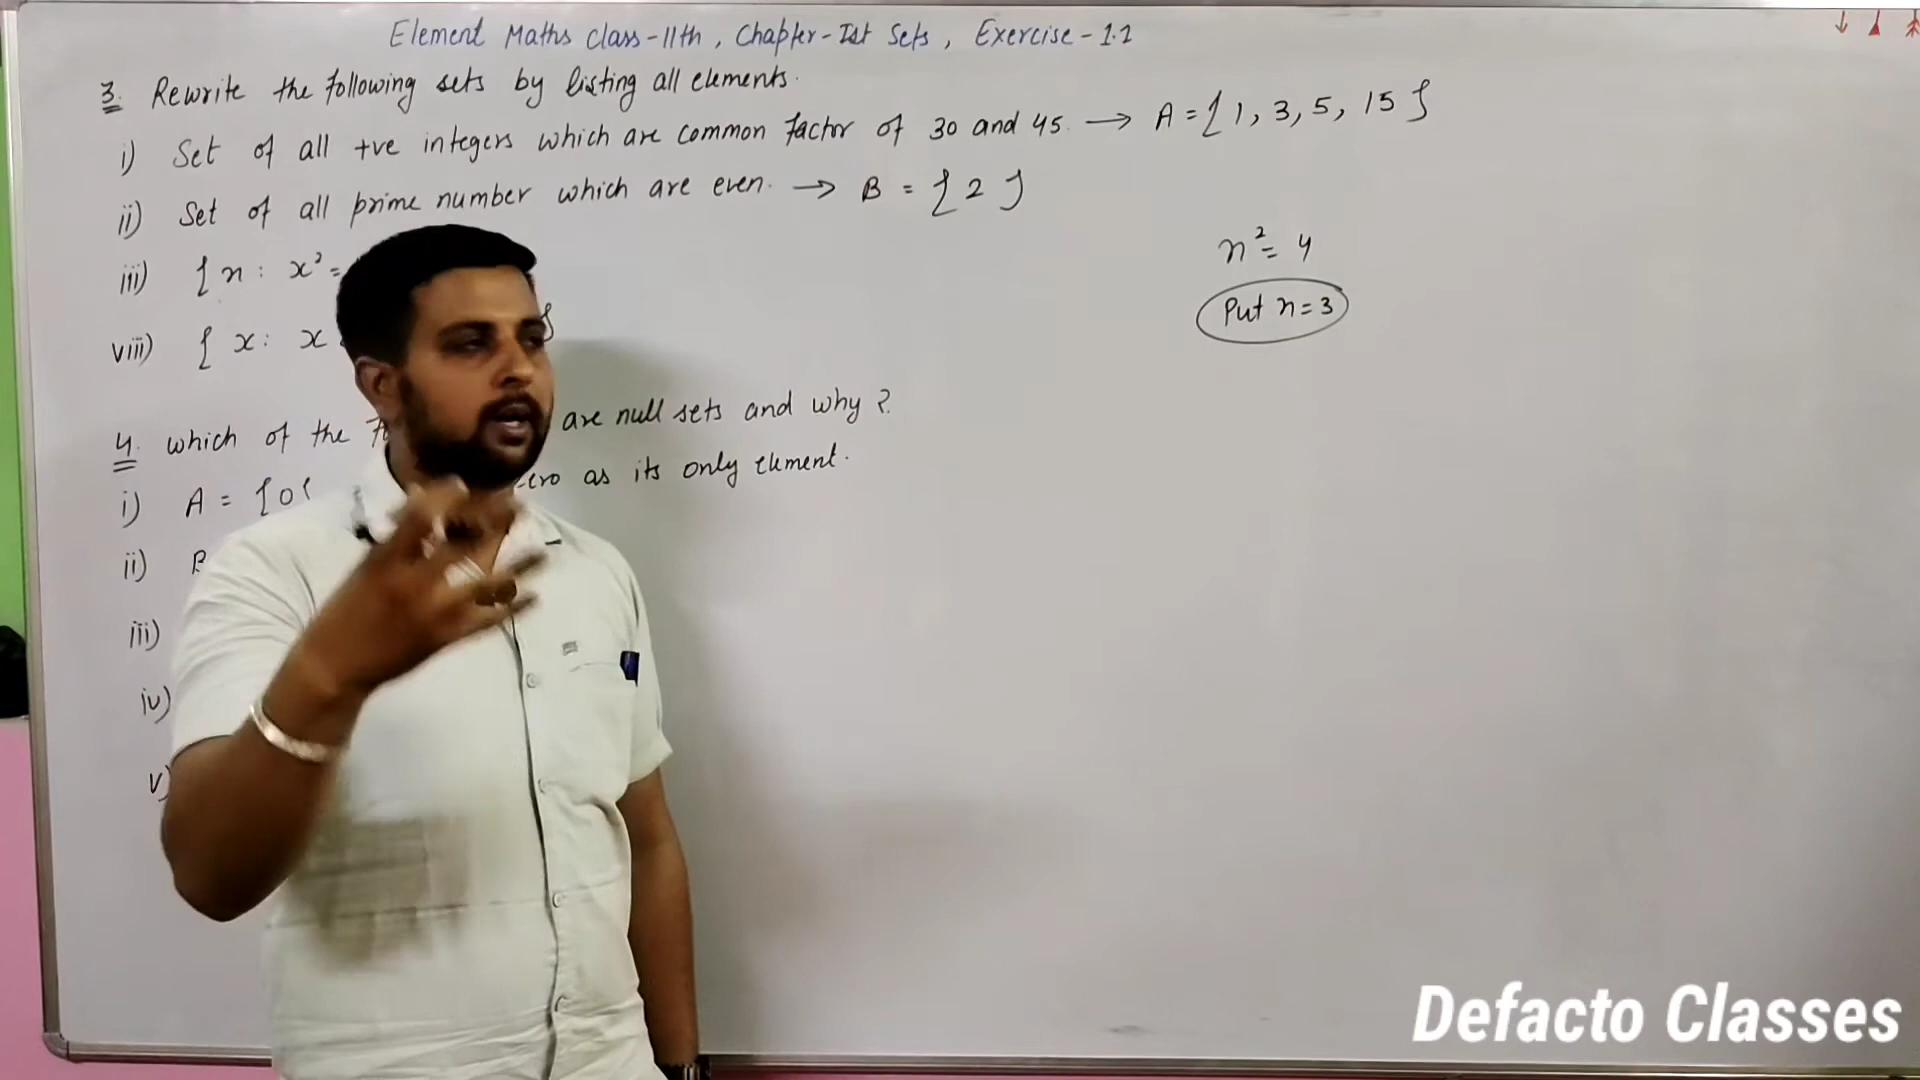 Element Maths class-11th, Chapter-Ist Sets, Exercise-1.2
3. Rewrite the following sets by listing all elements.
i) Set of all +ve integers which are common factor of 30 and 45. → A = {1, 3, 5, 15}
ii) Set of all prime number which are even. → B = {2}
iii) {x : x² =
viii) { x: x }
x² = 4
Put x = 3
4. which of the are null sets and why?
i) A = {0 as its only element.
ii) B
iii)
iv)
v)
Defacto Classes